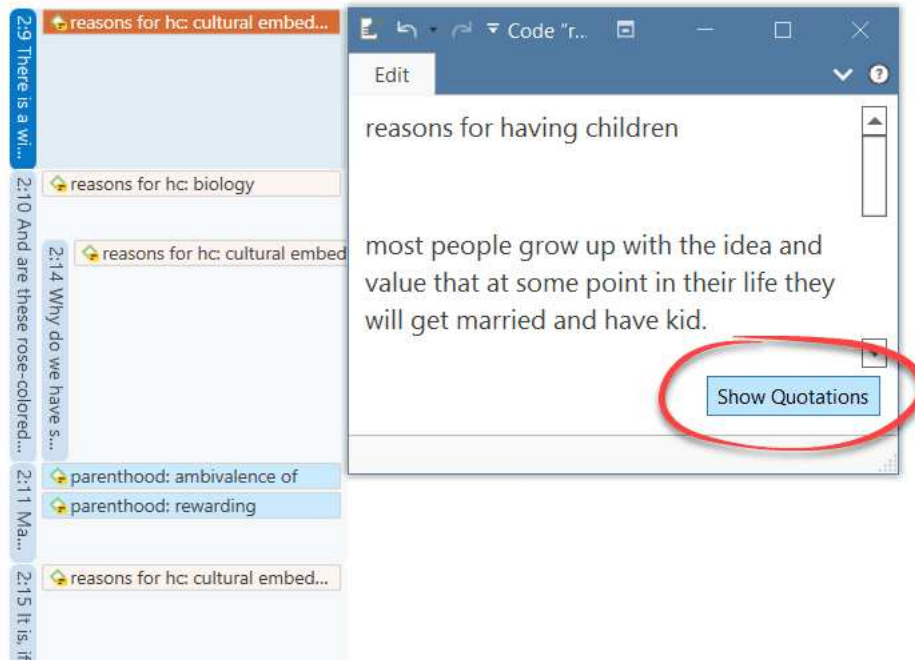 2:9 There is a wi...
reasons for hc: cultural embed...
2:10 And are these rose-colored...
reasons for hc: biology
2:14 Why do we have s...
reasons for hc: cultural embed
2:11 Ma...
parenthood: ambivalence of
parenthood: rewarding
2:15 It is, if
reasons for hc: cultural embed...
Code "r...
Edit
?
reasons for having children
most people grow up with the idea and
value that at some point in their life they
will get married and have kid.
Show Quotations